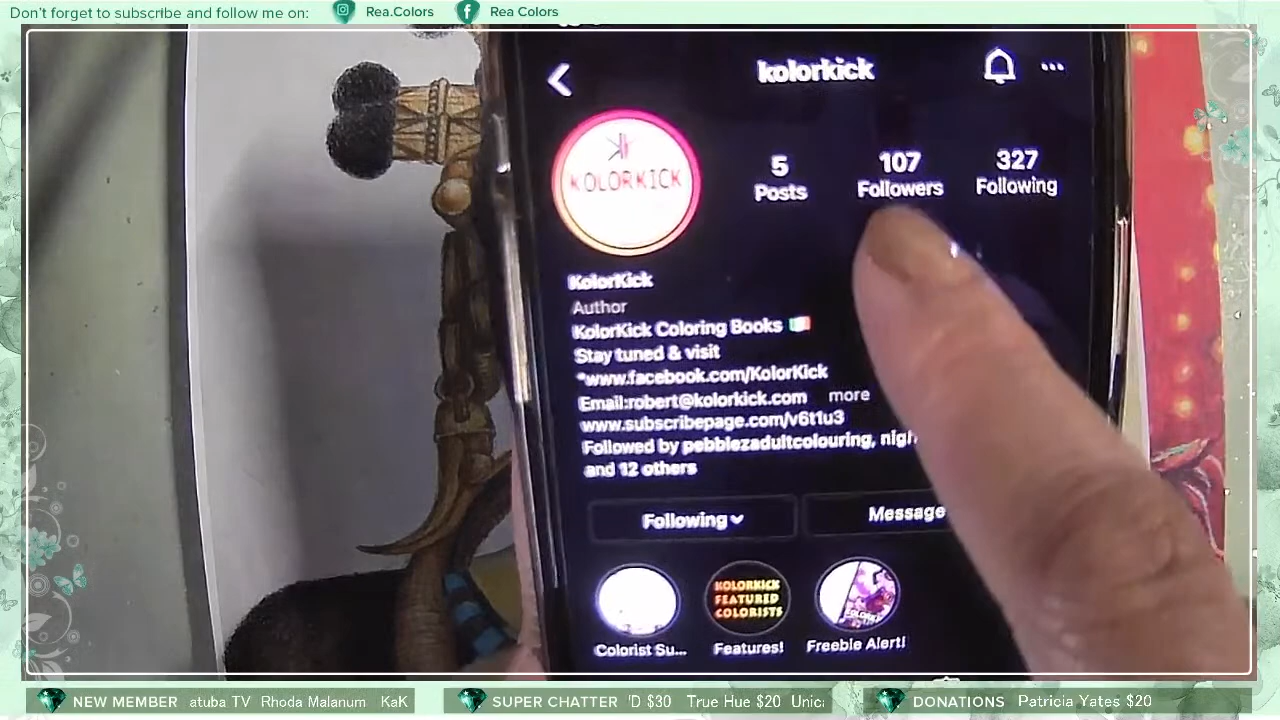 Don't forget to subscribe and follow me on: Rea.Colors Rea Colors
kolorkick
KOLORKICK
5 107 327
Posts Followers Following
KolorKick
Author
KolorKick Coloring Books
Stay tuned & visit
*www.facebook.com/KolorKick
Email:robert@kolorkick.com more
www.subscribepage.com/v6t1u3
Followed by pebblezadultcolouring, nigh
and 12 others
Following Message
KOLORKICK
FEATURED
COLORISTS
Colorist Su... Features! Freebie Alert!
NEW MEMBER atuba TV Rhoda Malanum KaK SUPER CHATTER 'D $30 True Hue $20 Unic DONATIONS Patricia Yates $20